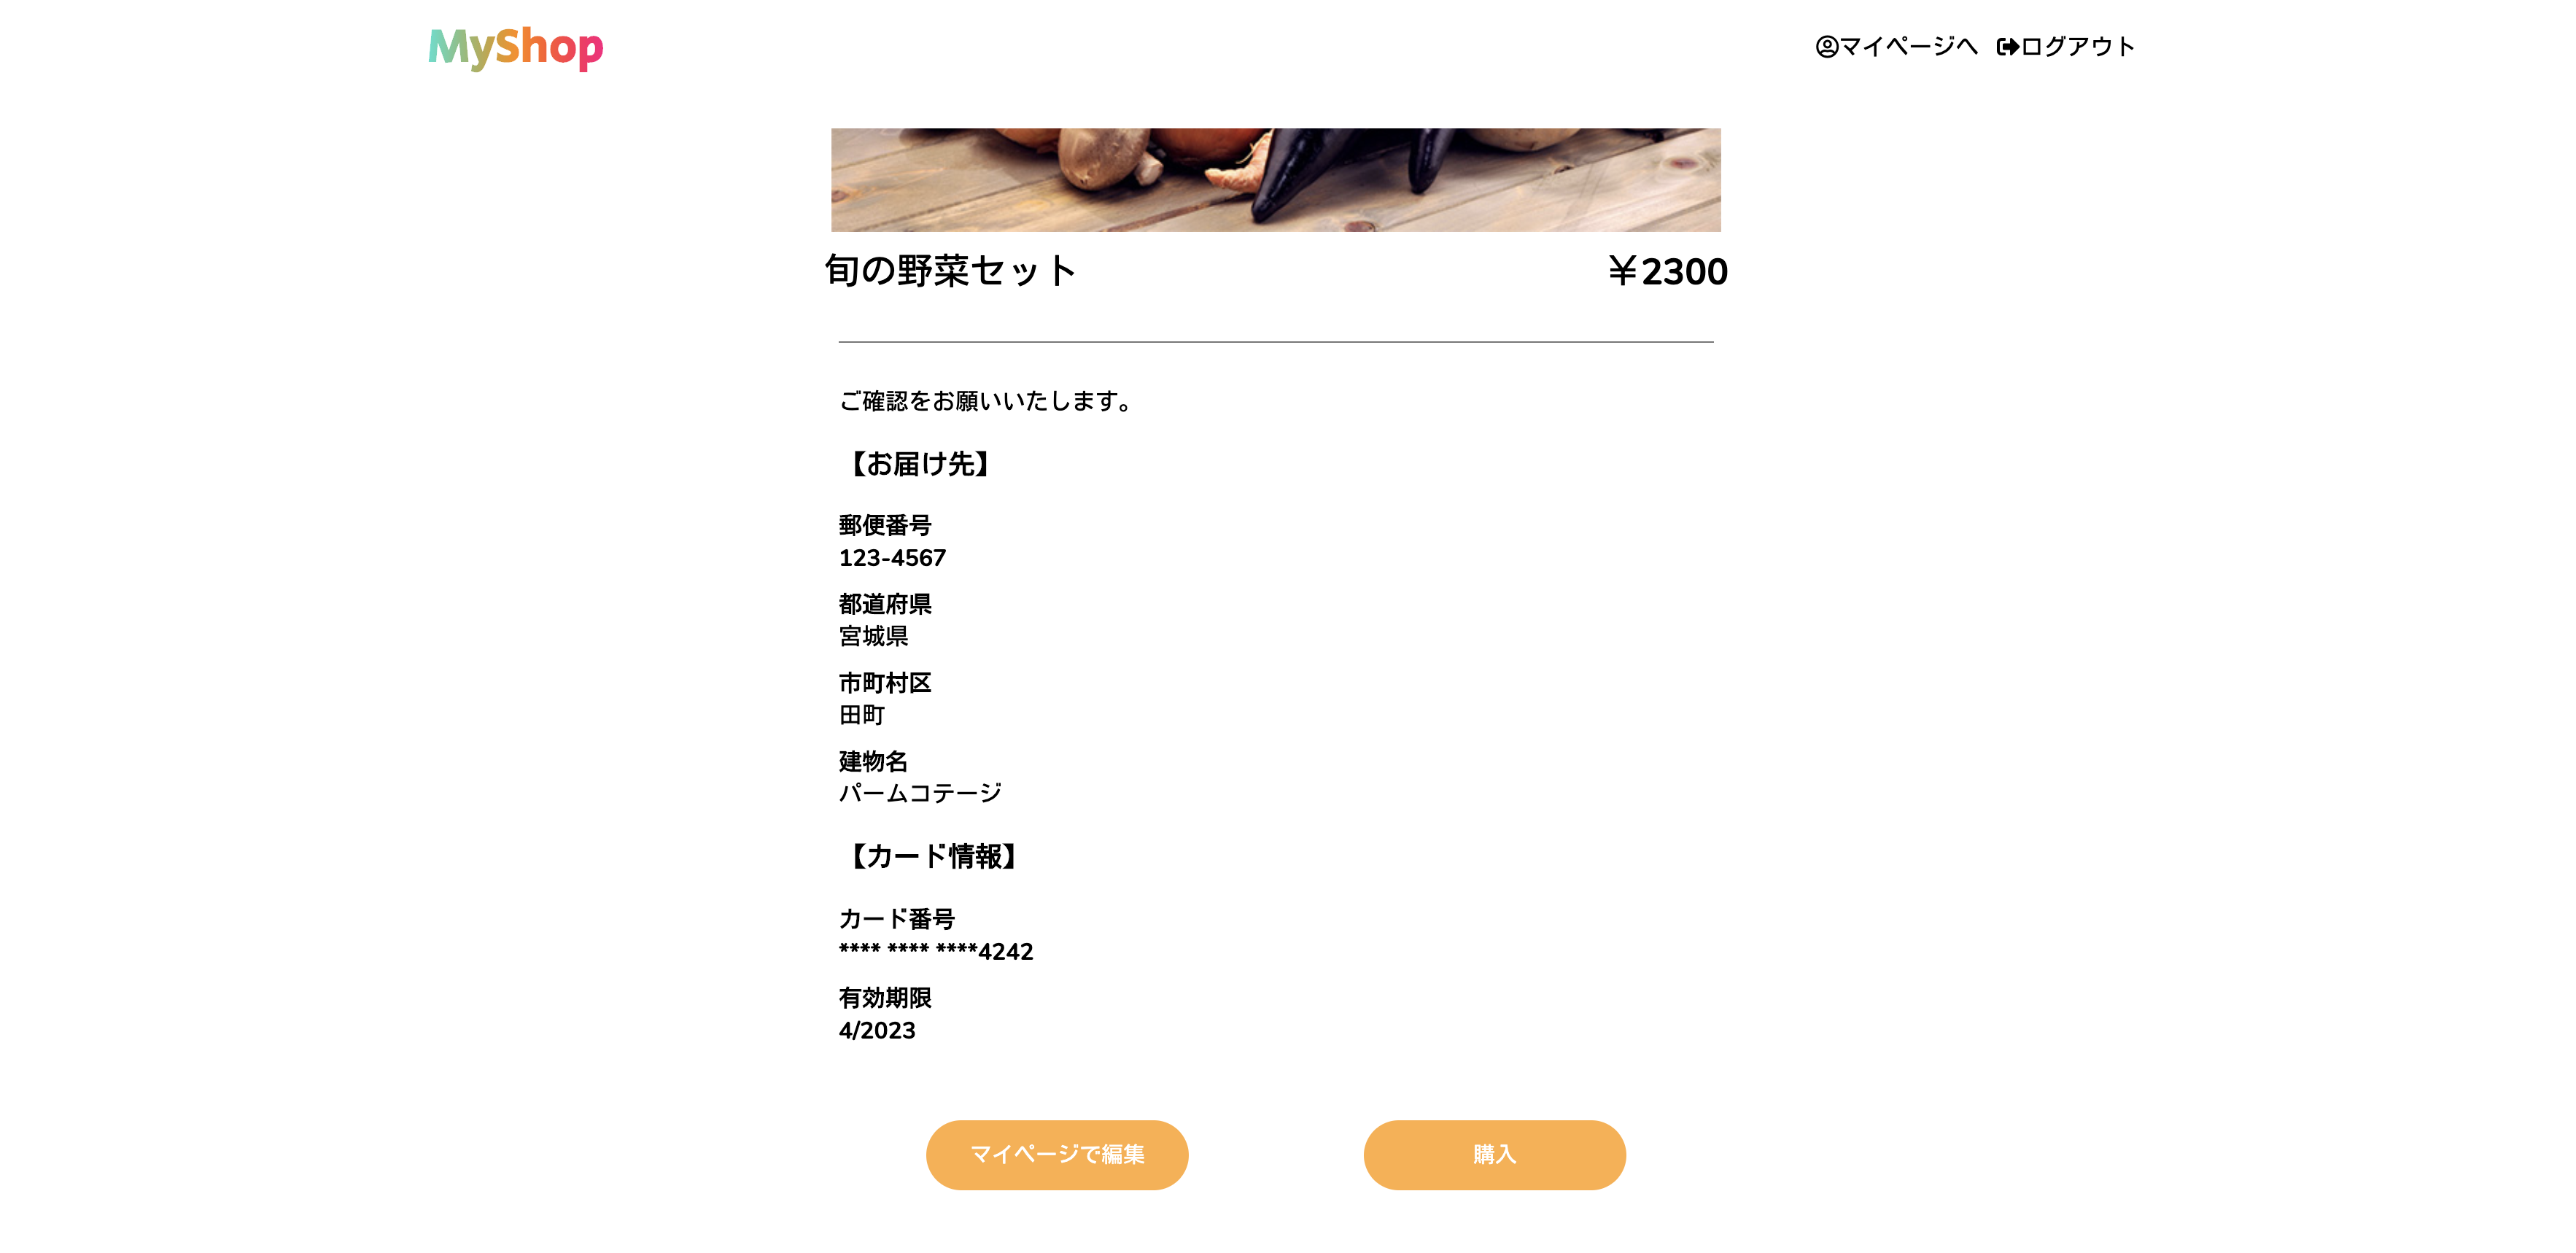 MyShop
マイページへ ログアウト
旬の野菜セット ￥2300
ご確認をお願いいたします。
【お届け先】
郵便番号
123-4567
都道府県
宮城県
市町村区
田町
建物名
パームコテージ
【カード情報】
カード番号
**** **** ****4242
有効期限
4/2023
マイページで編集 購入